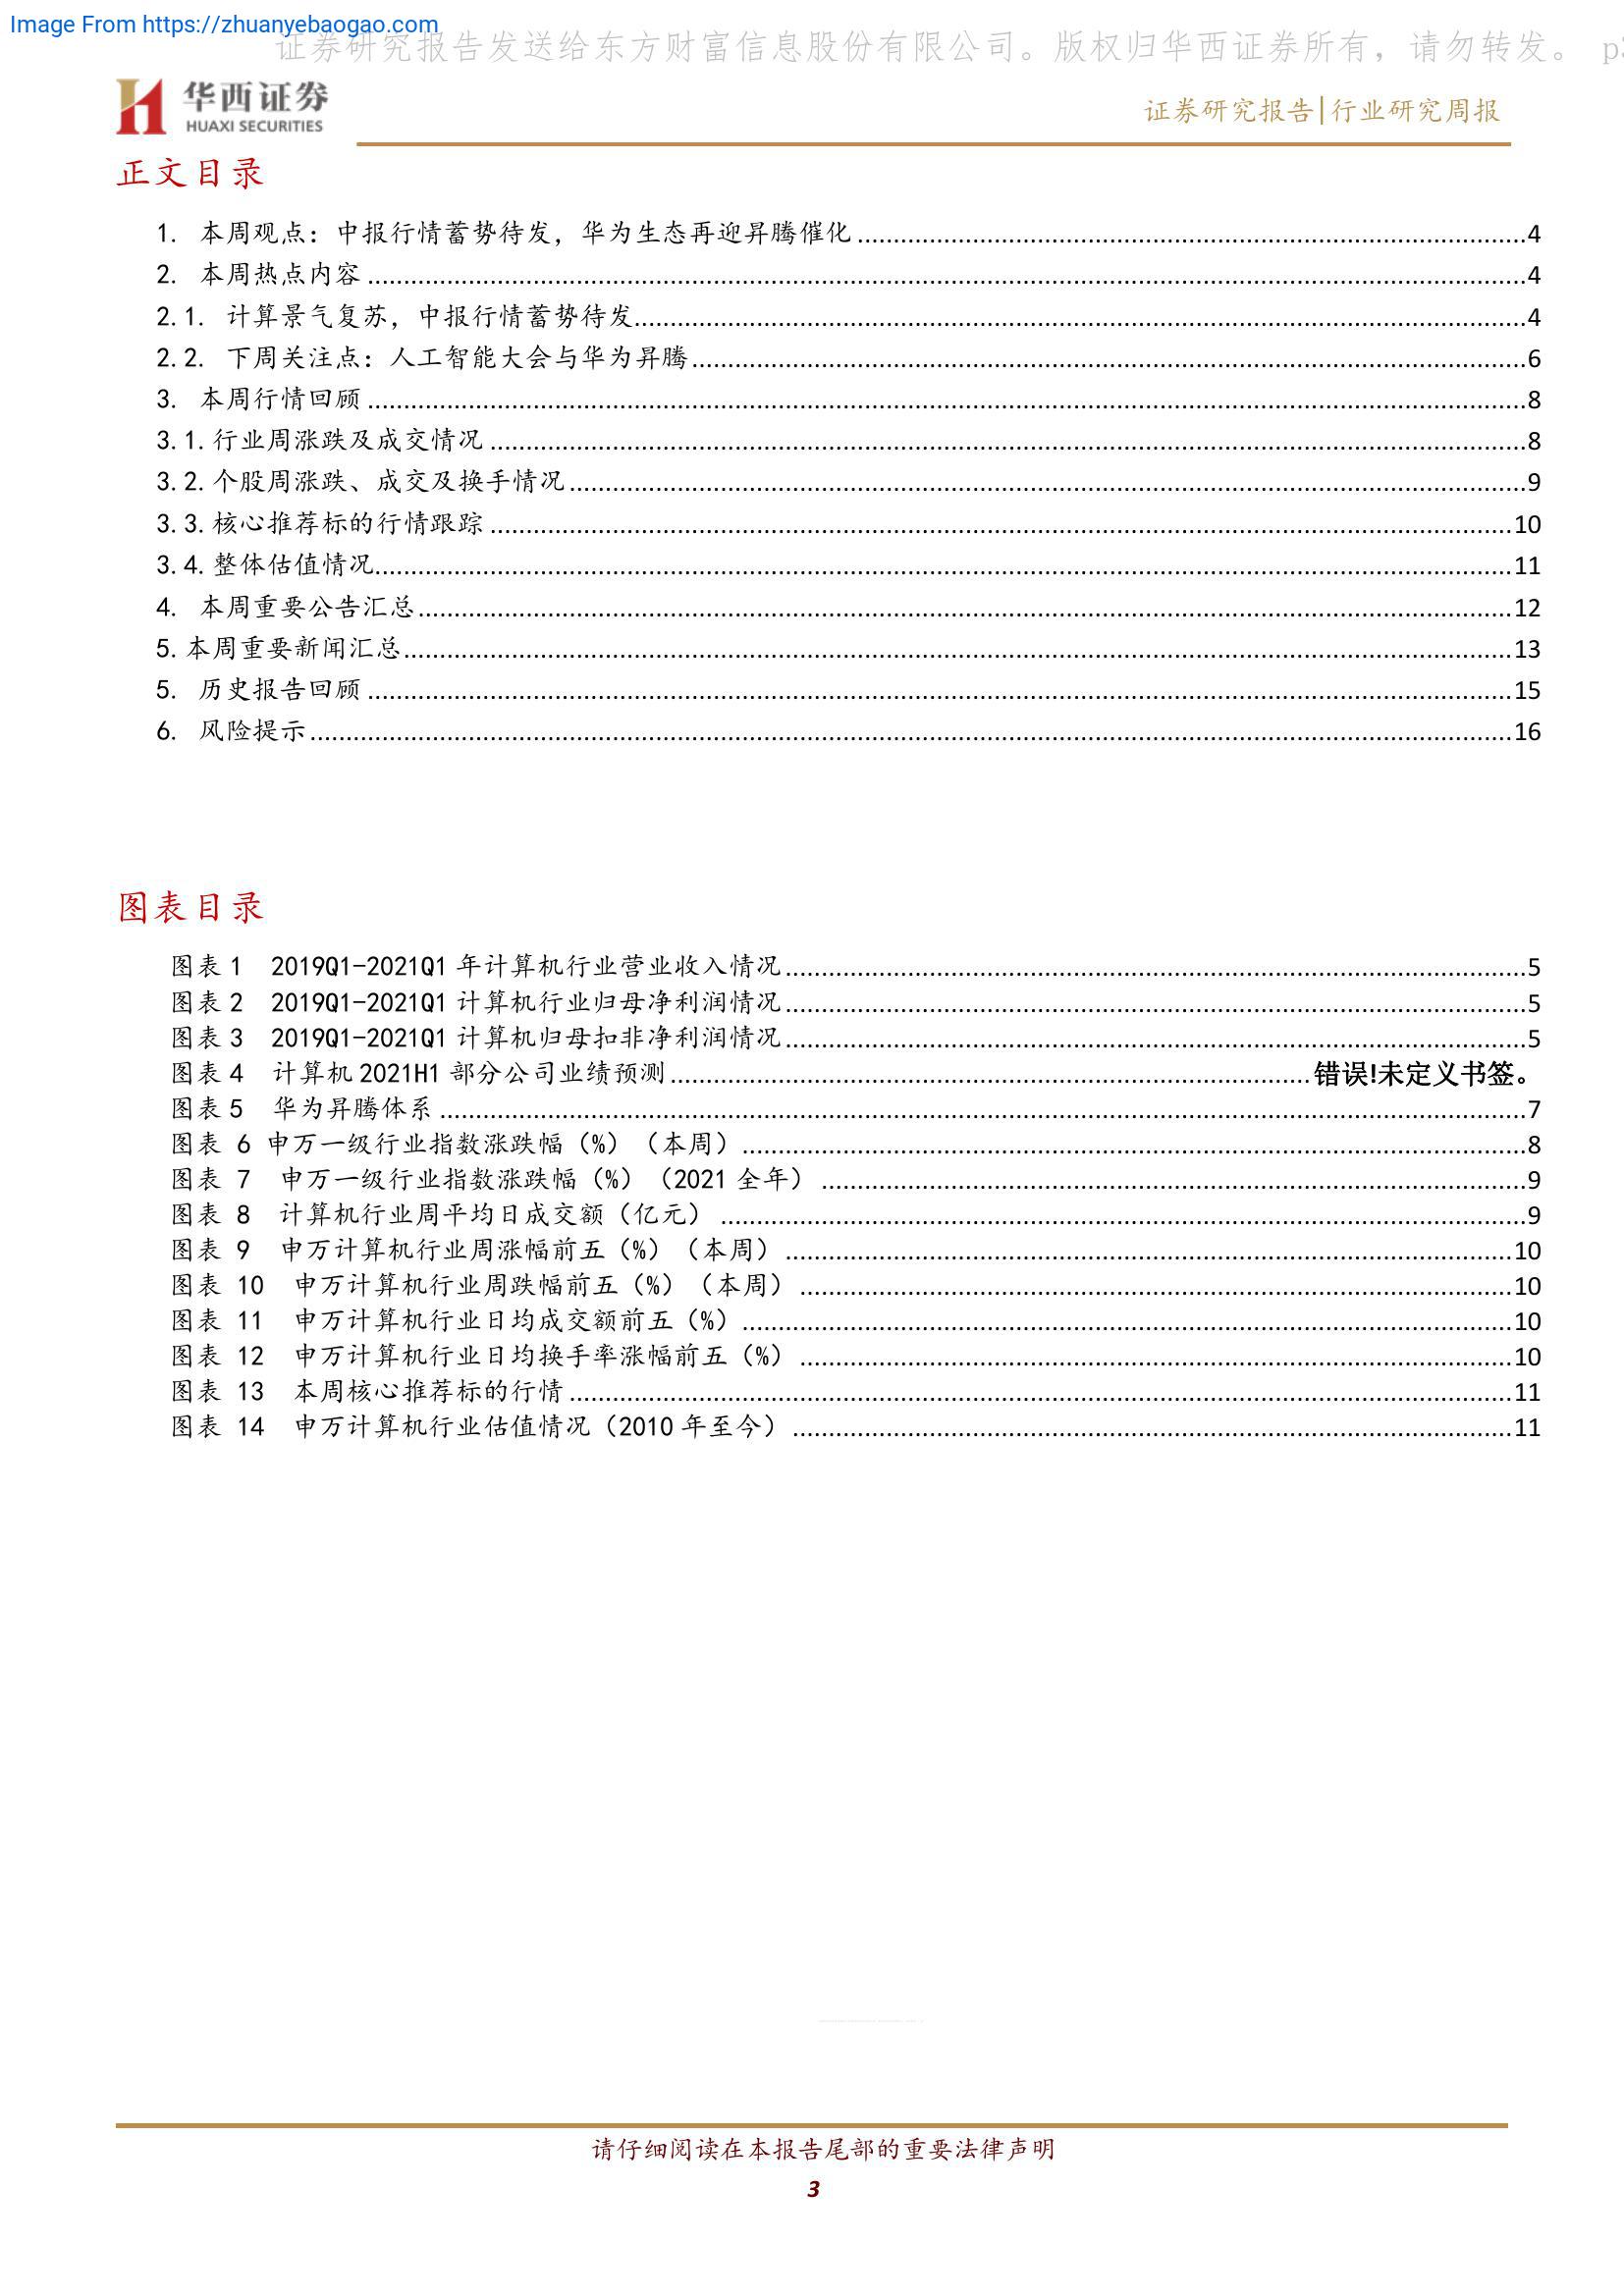 Image From https://zhuanyebaogao.com
证券研究报告发送给东方财富信息股份有限公司。版权归华西证券所有，请勿转发。 p3
华西证券
HUAXI SECURITIES
证券研究报告|行业研究周报
正文目录
1. 本周观点：中报行情蓄势待发，华为生态再迎昇腾催化 4
2. 本周热点内容 4
2.1. 计算景气复苏，中报行情蓄势待发 4
2.2. 下周关注点：人工智能大会与华为昇腾 6
3. 本周行情回顾 8
3.1.行业周涨跌及成交情况 8
3.2.个股周涨跌、成交及换手情况 9
3.3.核心推荐标的行情跟踪 10
3.4.整体估值情况 11
4. 本周重要公告汇总 12
5.本周重要新闻汇总 13
5. 历史报告回顾 15
6. 风险提示 16
图表目录
图表 1 2019Q1-2021Q1 年计算机行业营业收入情况 5
图表 2 2019Q1-2021Q1 计算机行业归母净利润情况 5
图表 3 2019Q1-2021Q1 计算机归母扣非净利润情况 5
图表 4 计算机 2021H1 部分公司业绩预测 错误!未定义书签。
图表 5 华为昇腾体系 7
图表 6 申万一级行业指数涨跌幅（%）（本周） 8
图表 7 申万一级行业指数涨跌幅（%）（2021 全年） 9
图表 8 计算机行业周平均日成交额（亿元） 9
图表 9 申万计算机行业周涨幅前五（%）（本周） 10
图表 10 申万计算机行业周跌幅前五（%）（本周） 10
图表 11 申万计算机行业日均成交额前五（%） 10
图表 12 申万计算机行业日均换手率涨幅前五（%） 10
图表 13 本周核心推荐标的行情 11
图表 14 申万计算机行业估值情况（2010 年至今） 11
请仔细阅读在本报告尾部的重要法律声明
3